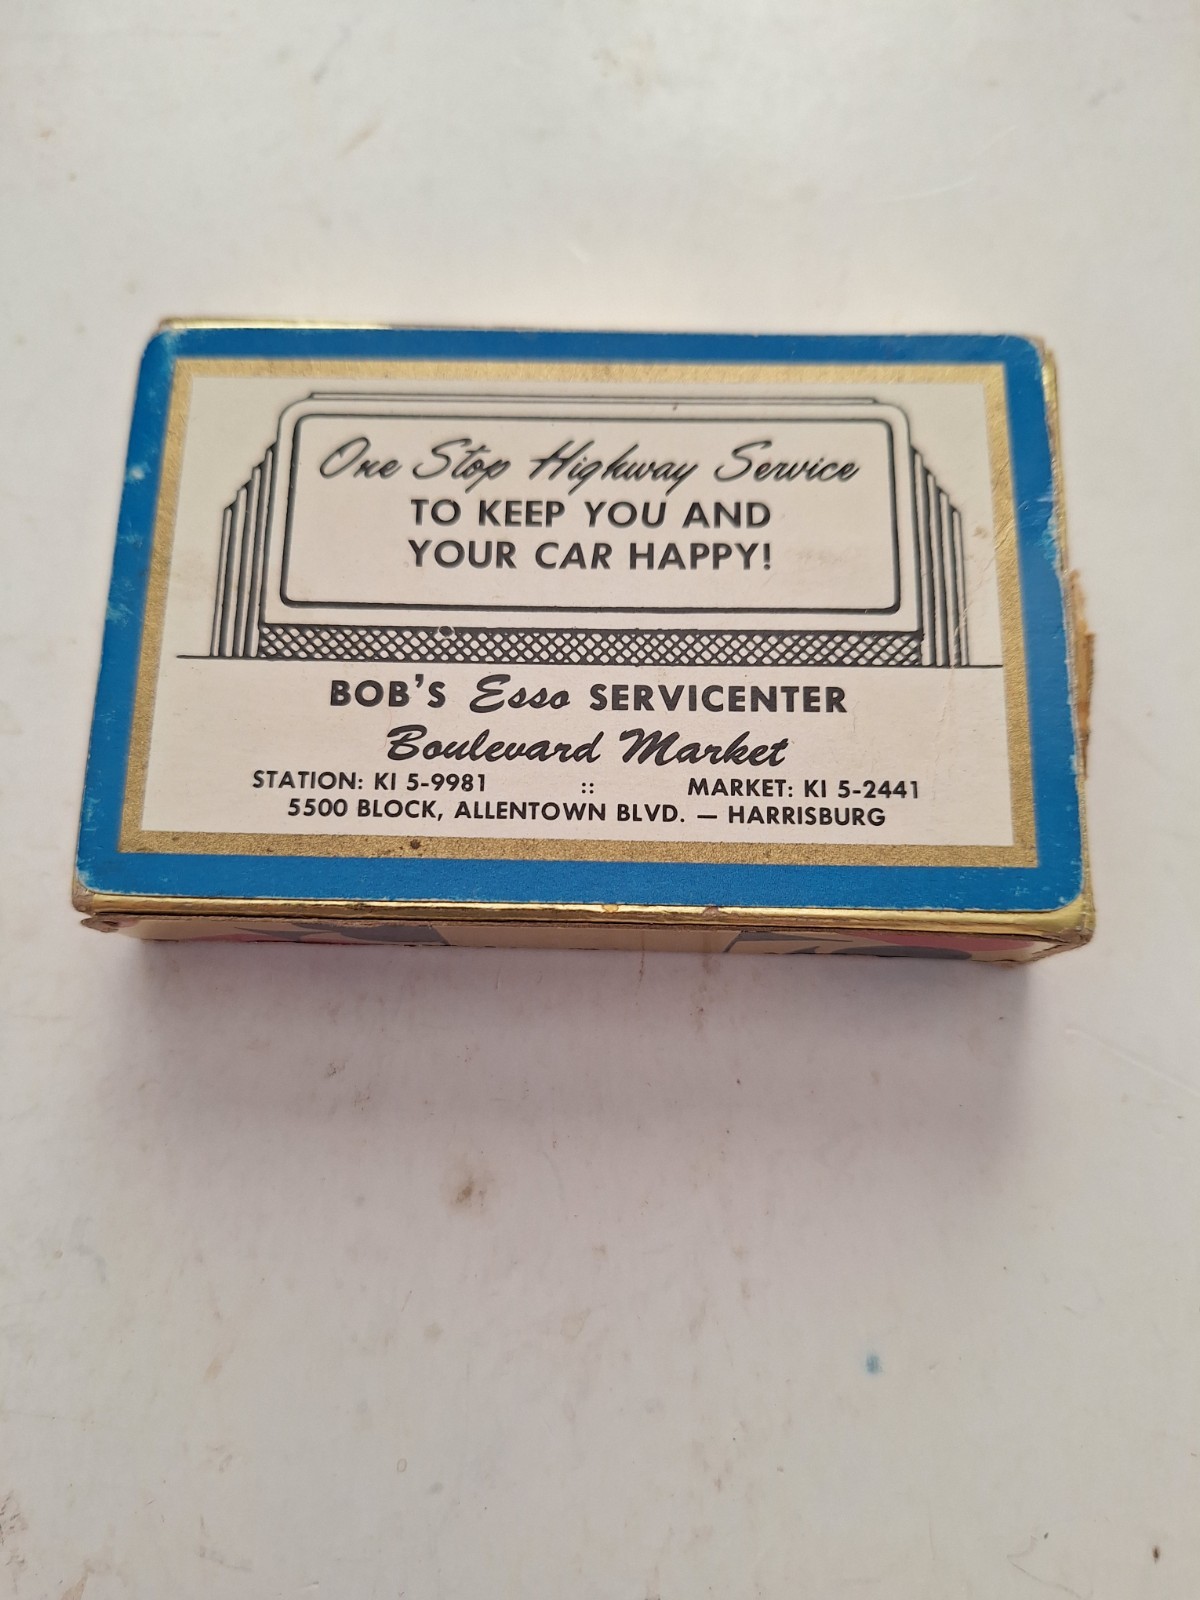 One Stop Highway Service
TO KEEP YOU AND
YOUR CAR HAPPY!
BOB'S Esso SERVICENTER
Boulevard Market
STATION: KI 5-9981 :: MARKET: KI 5-2441
5500 BLOCK, ALLENTOWN BLVD. — HARRISBURG